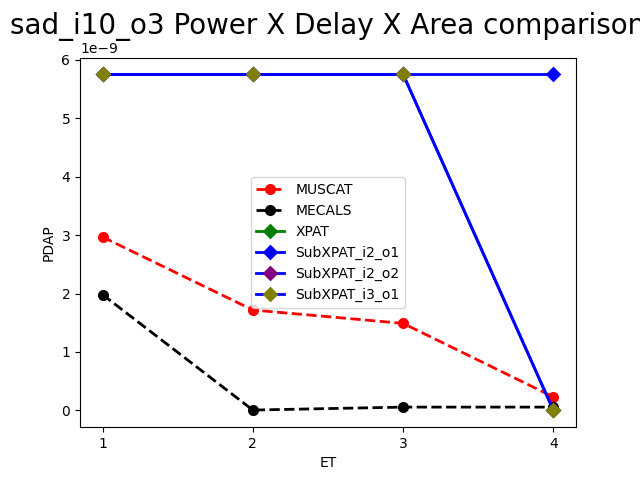 sad_i10_o3 Power X Delay X Area comparison
1e−9
6
5
4
3
2
1
0
PDAP
MUSCAT
MECALS
XPAT
SubXPAT_i2_o1
SubXPAT_i2_o2
SubXPAT_i3_o1
1 2 3 4
ET